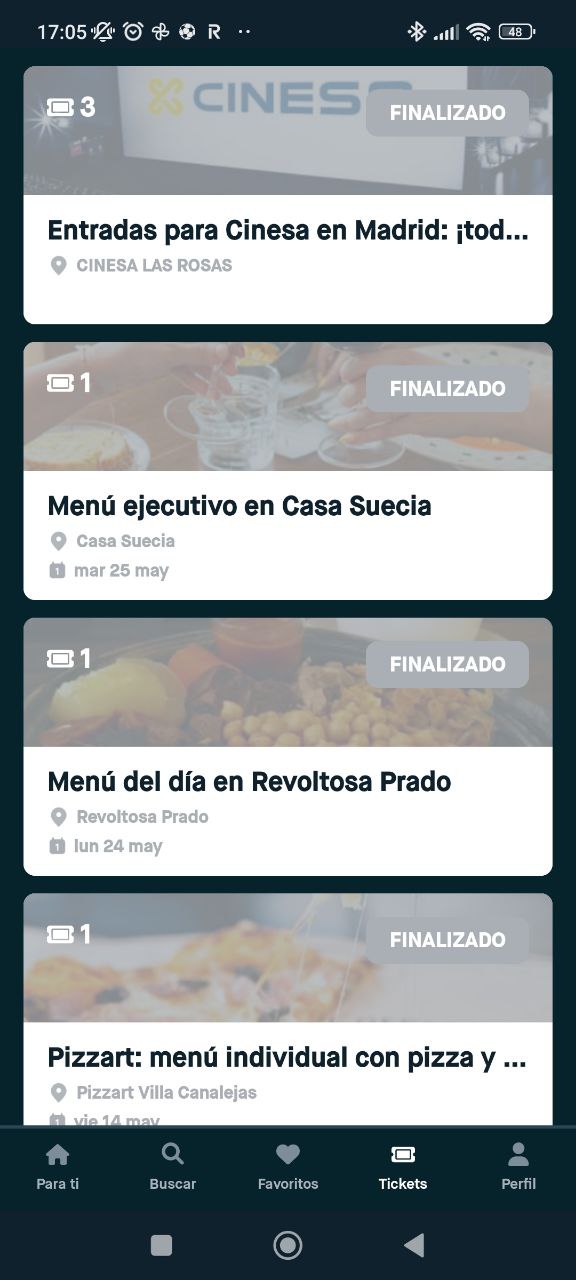 17:05
48
3
CINES
FINALIZADO
Entradas para Cinesa en Madrid: ¡tod...
CINESA LAS ROSAS
1
FINALIZADO
Menú ejecutivo en Casa Suecia
Casa Suecia
1 mar 25 may
1
FINALIZADO
Menú del día en Revoltosa Prado
Revoltosa Prado
1 lun 24 may
1
FINALIZADO
Pizzart: menú individual con pizza y ...
Pizzart Villa Canalejas
1 vie 14 may
Para ti
Buscar
Favoritos
Tickets
Perfil